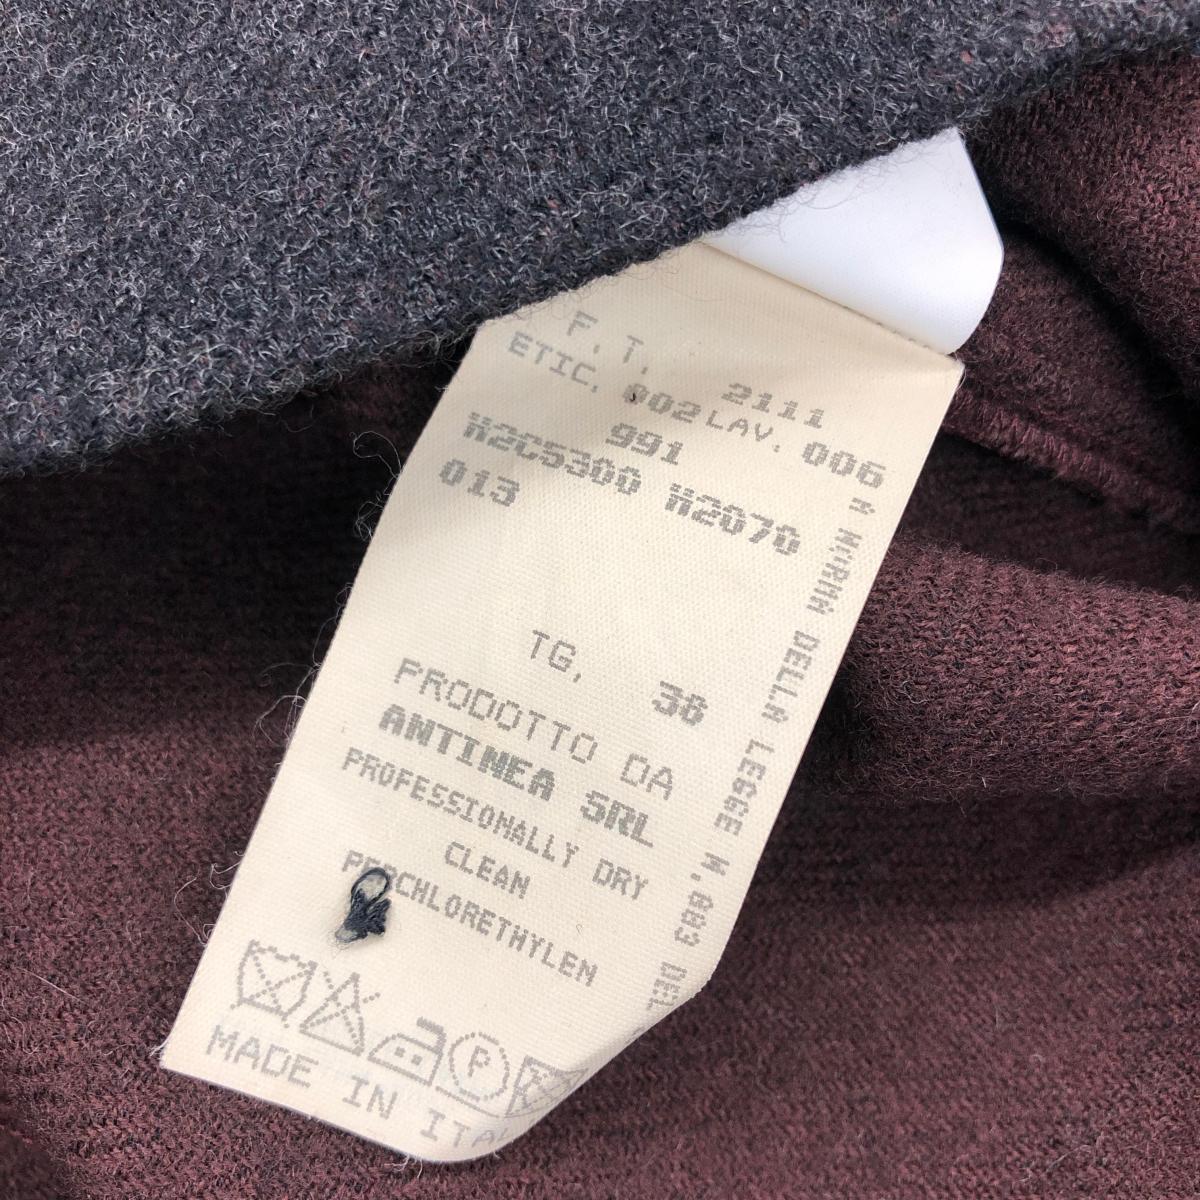 F. T. 2111
ETIC. 002 LAV. 006
991
H2C5300 H2070
013
TG. 38
PRODOTTO DA
ANTINEA SRL
PROFESSIONALLY DRY
CLEAN
PERCHLORETHYLEN
P
MADE IN ITAL
A NORMA DELLA LEGGE N.883 DEL